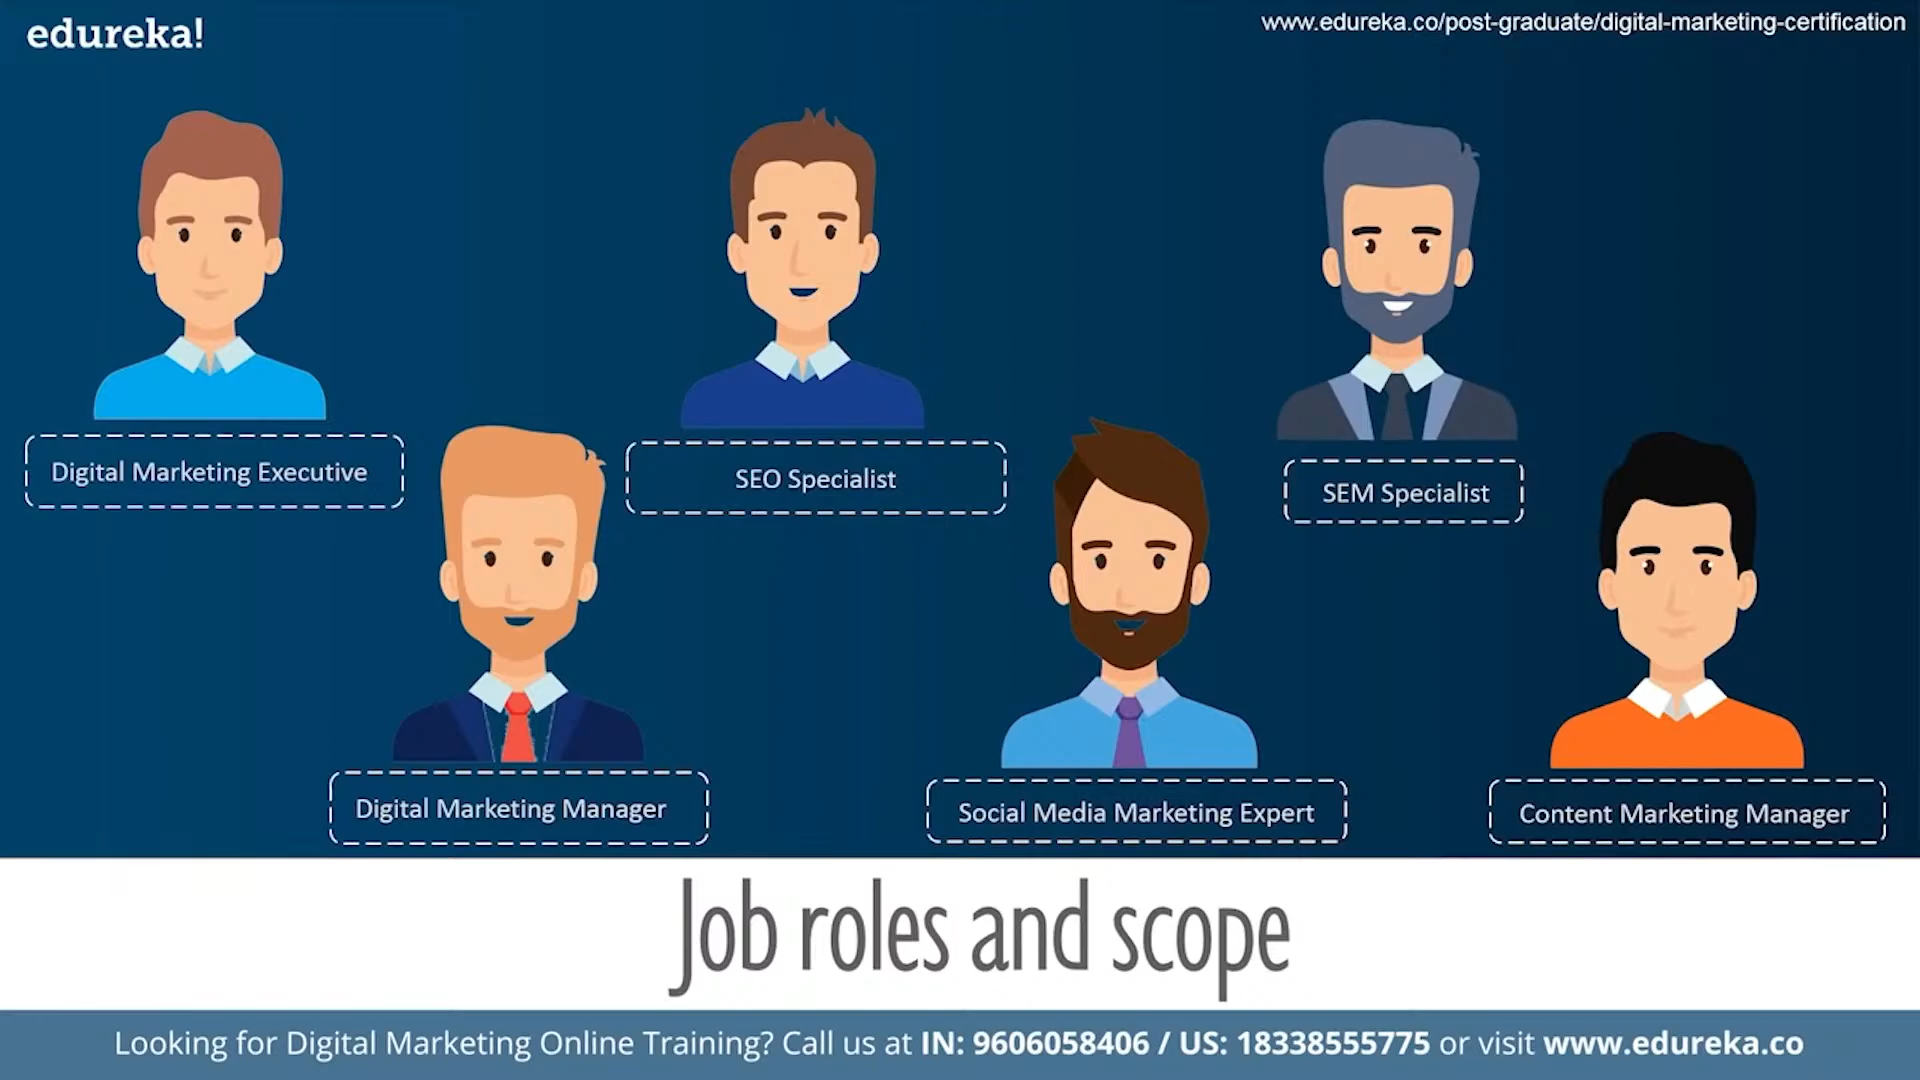 edureka!
www.edureka.co/post-graduate/digital-marketing-certification
Digital Marketing Executive
SEO Specialist
SEM Specialist
Digital Marketing Manager
Social Media Marketing Expert
Content Marketing Manager
Job roles and scope
Looking for Digital Marketing Online Training? Call us at IN: 9606058406 / US: 18338555775 or visit www.edureka.co